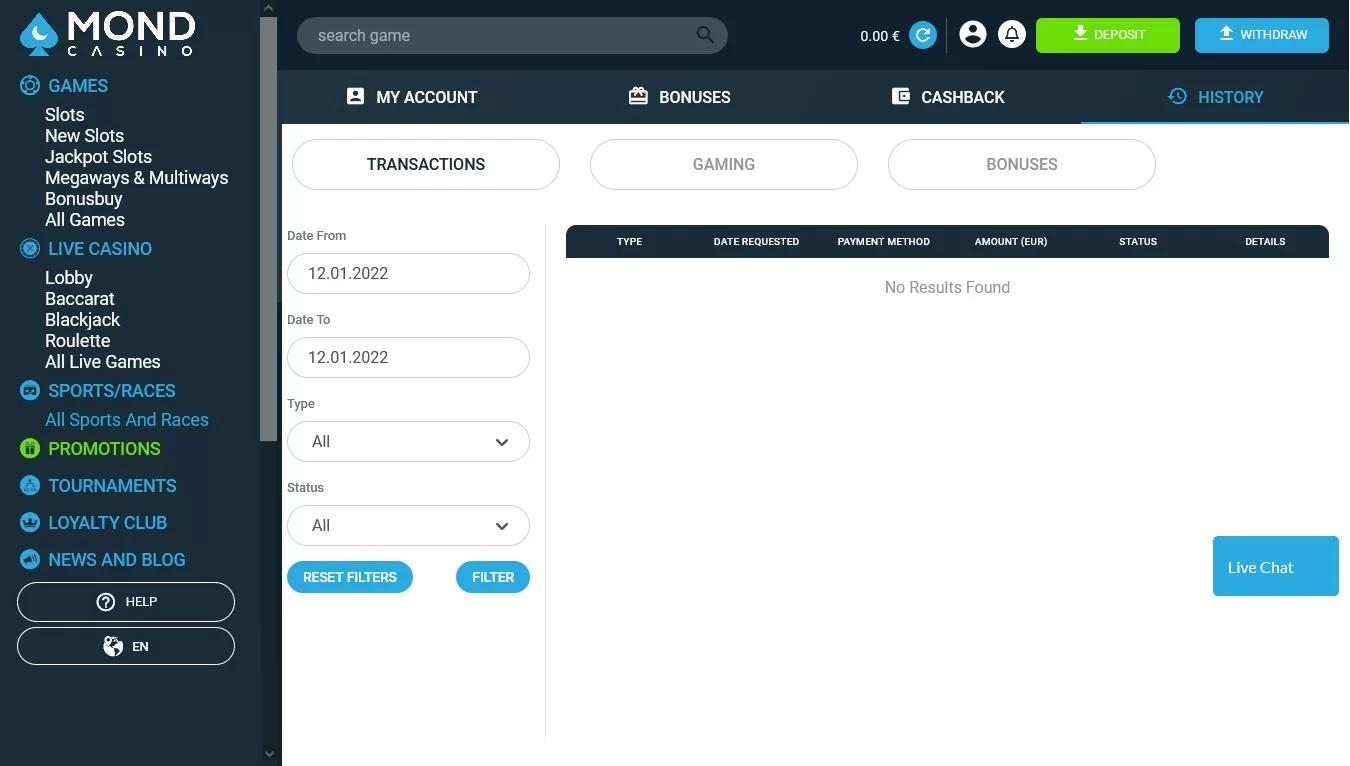 MOND
CASINO
GAMES
Slots
New Slots
Jackpot Slots
Megaways & Multiways
Bonusbuy
All Games
LIVE CASINO
Lobby
Baccarat
Blackjack
Roulette
All Live Games
SPORTS/RACES
All Sports And Races
PROMOTIONS
TOURNAMENTS
LOYALTY CLUB
NEWS AND BLOG
HELP
EN
search game
0.00 €
DEPOSIT
WITHDRAW
MY ACCOUNT
BONUSES
CASHBACK
HISTORY
TRANSACTIONS
GAMING
BONUSES
Date From
12.01.2022
Date To
12.01.2022
Type
All
Status
All
RESET FILTERS
FILTER
TYPE
DATE REQUESTED
PAYMENT METHOD
AMOUNT (EUR)
STATUS
DETAILS
No Results Found
Live Chat